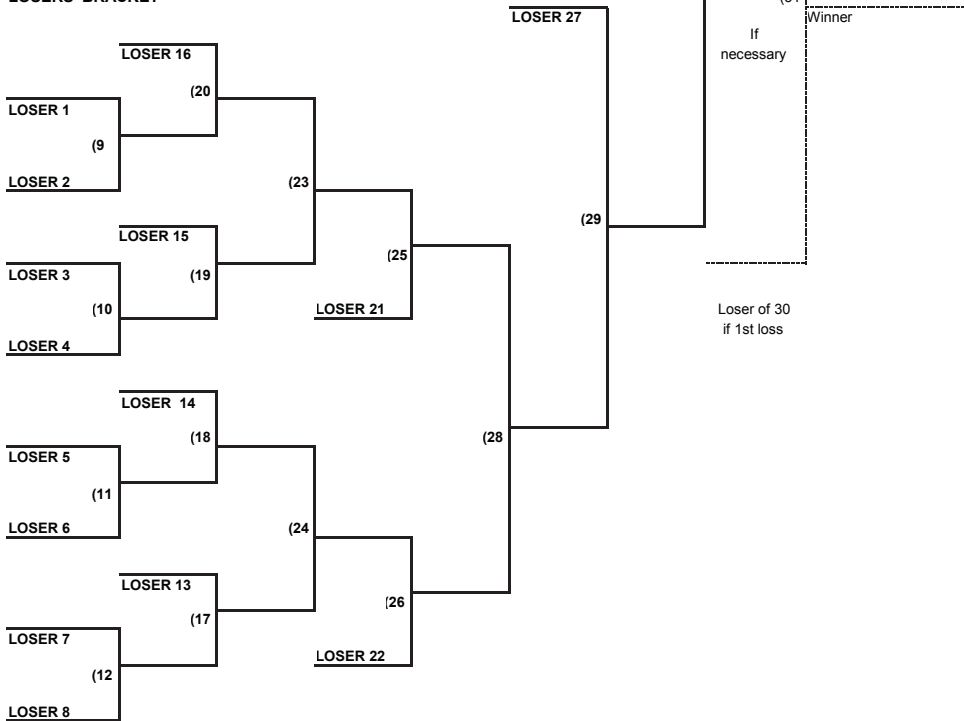 LOSERS' BRACKET
LOSER 27
Winner
If
necessary
LOSER 16
(20
LOSER 1
(9
LOSER 2
(23
LOSER 15
(29
(25
LOSER 3
(19
(10
LOSER 21
Loser of 30
if 1st loss
LOSER 4
LOSER 14
(18
(28
LOSER 5
(11
LOSER 6
(24
LOSER 13
(26
(17
LOSER 7
LOSER 22
(12
LOSER 8